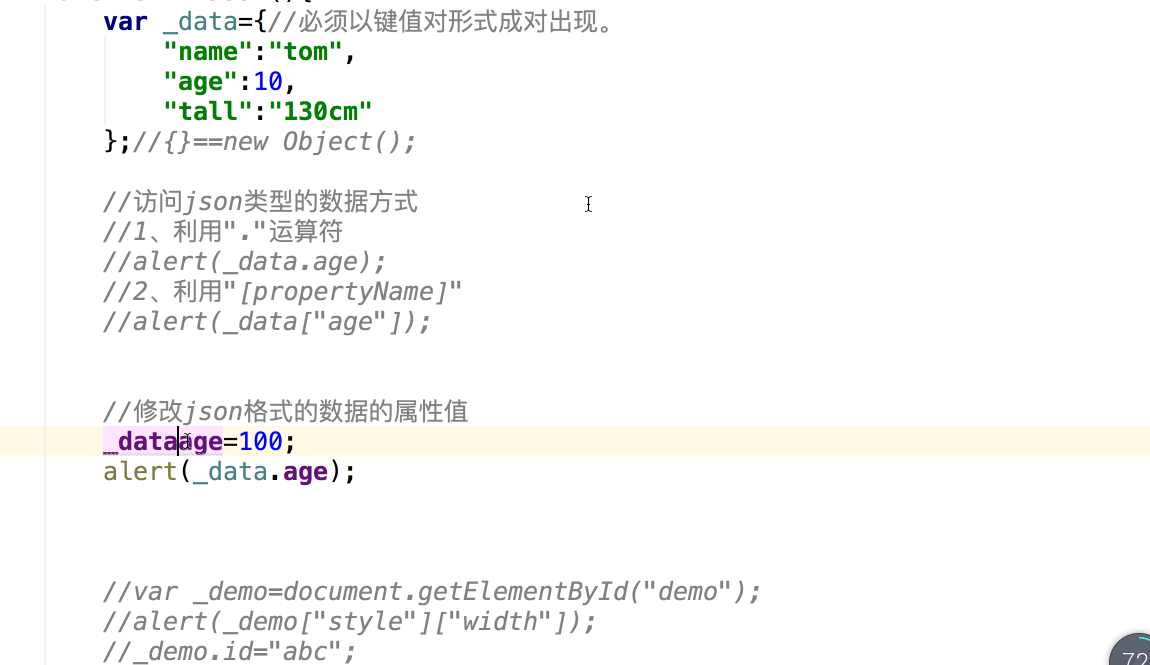 var _data={//必须以键值对形式成对出现。
"name":"tom",
"age":10,
"tall":"130cm"
};//{}==new Object();
//访问json类型的数据方式
//1、利用"."运算符
//alert(_data.age);
//2、利用"[propertyName]"
//alert(_data["age"]);
//修改json格式的数据的属性值
_dataage=100;
alert(_data.age);
//var _demo=document.getElementById("demo");
//alert(_demo["style"]["width"]);
//_demo.id="abc";
72